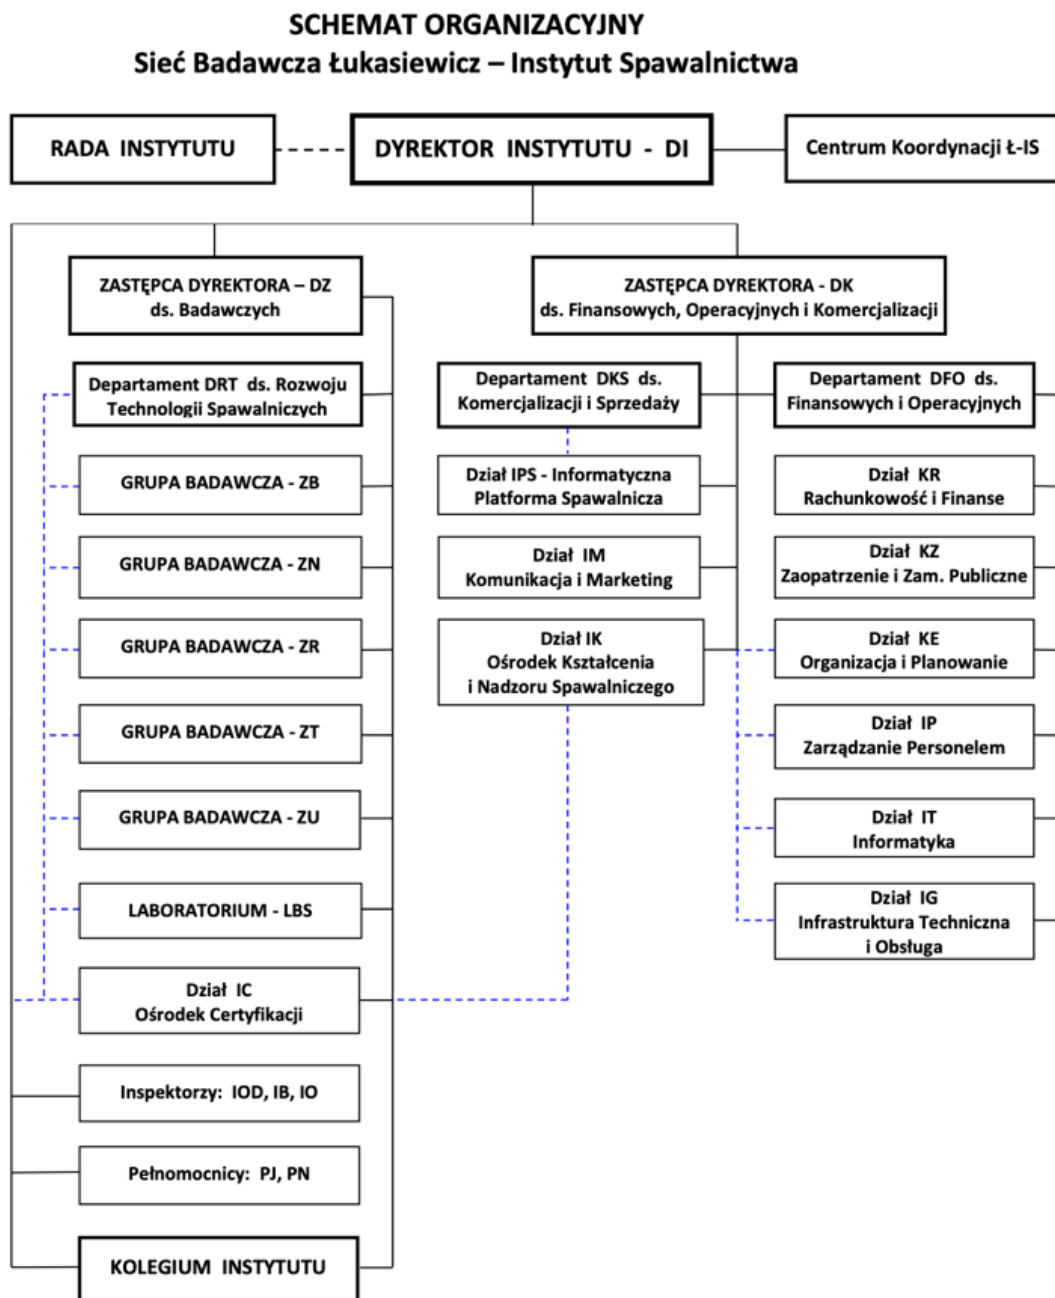 SCHEMAT ORGANIZACYJNY
Sieć Badawcza Łukasiewicz – Instytut Spawalnictwa
RADA INSTYTUTU
DYREKTOR INSTYTUTU - DI
Centrum Koordynacji Ł-IS
ZASTĘPCA DYREKTORA – DZ
ds. Badawczych
ZASTĘPCA DYREKTORA - DK
ds. Finansowych, Operacyjnych i Komercjalizacji
Departament DRT ds. Rozwoju
Technologii Spawalniczych
Departament DKS ds.
Komercjalizacji i Sprzedaży
Departament DFO ds.
Finansowych i Operacyjnych
GRUPA BADAWCZA - ZB
Dział IPS - Informatyczna
Platforma Spawalnicza
Dział KR
Rachunkowość i Finanse
GRUPA BADAWCZA - ZN
Dział IM
Komunikacja i Marketing
Dział KZ
Zaopatrzenie i Zam. Publiczne
GRUPA BADAWCZA - ZR
Dział IK
Ośrodek Kształcenia
i Nadzoru Spawalniczego
Dział KE
Organizacja i Planowanie
GRUPA BADAWCZA - ZT
Dział IP
Zarządzanie Personelem
GRUPA BADAWCZA - ZU
Dział IT
Informatyka
LABORATORIUM - LBS
Dział IG
Infrastruktura Techniczna
i Obsługa
Dział IC
Ośrodek Certyfikacji
Inspektorzy: IOD, IB, IO
Pełnomocnicy: PJ, PN
KOLEGIUM INSTYTUTU